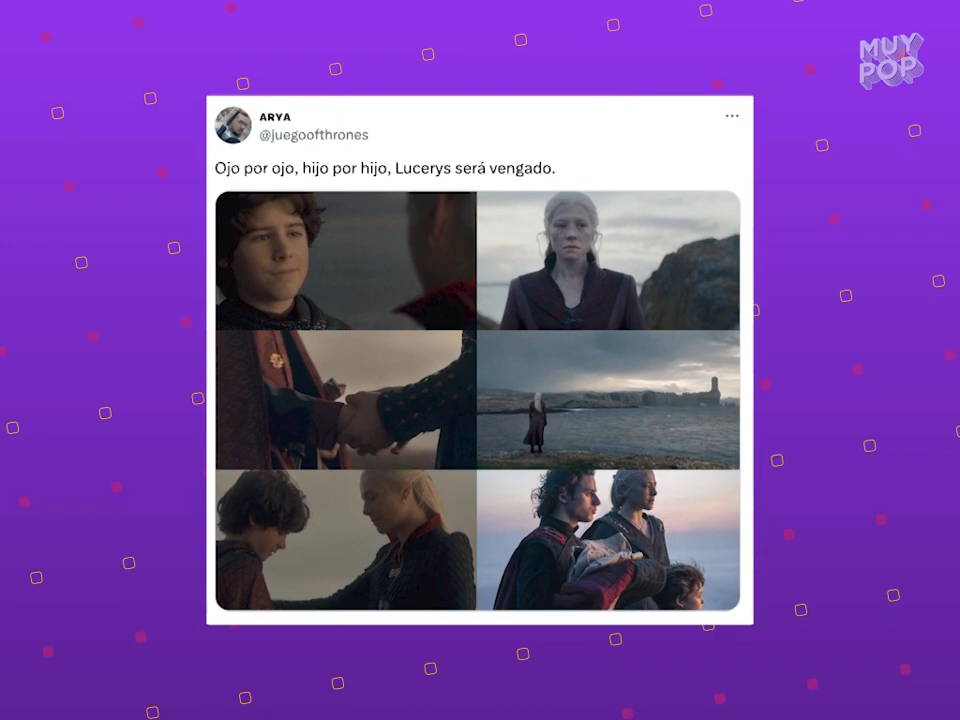 MUY
POP
ARYA
@juegoofthrones
Ojo por ojo, hijo por hijo, Lucerys será vengado.